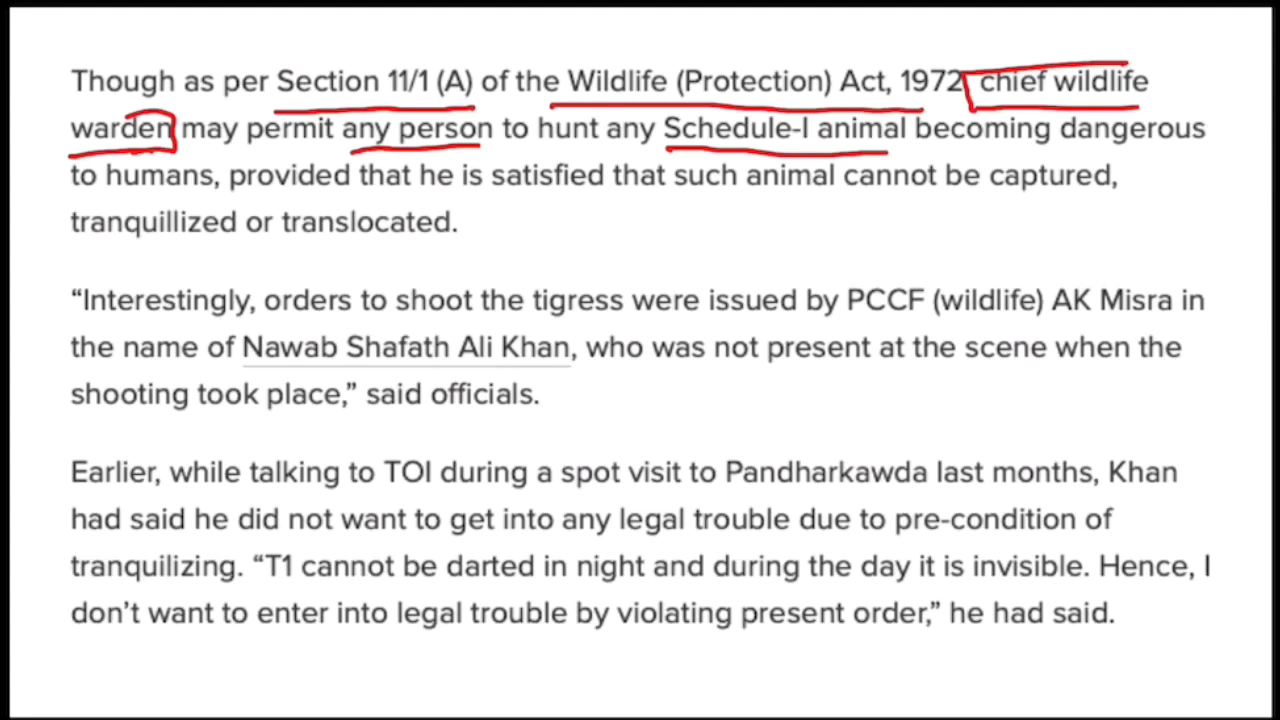 Though as per Section 11/1 (A) of the Wildlife (Protection) Act, 1972, chief wildlife
warden may permit any person to hunt any Schedule-I animal becoming dangerous
to humans, provided that he is satisfied that such animal cannot be captured,
tranquillized or translocated.
“Interestingly, orders to shoot the tigress were issued by PCCF (wildlife) AK Misra in
the name of Nawab Shafath Ali Khan, who was not present at the scene when the
shooting took place,” said officials.
Earlier, while talking to TOI during a spot visit to Pandharkawda last months, Khan
had said he did not want to get into any legal trouble due to pre-condition of
tranquilizing. “T1 cannot be darted in night and during the day it is invisible. Hence, I
don’t want to enter into legal trouble by violating present order,” he had said.